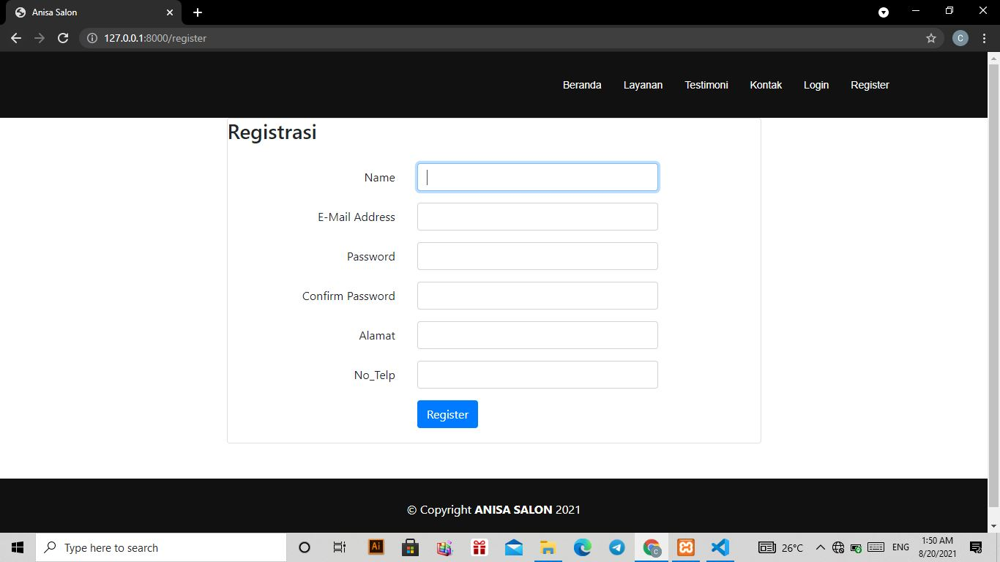 Anisa Salon
127.0.0.1:8000/register
C
Beranda Layanan Testimoni Kontak Login Register
Registrasi
Name
E-Mail Address
Password
Confirm Password
Alamat
No_Telp
Register
© Copyright ANISA SALON 2021
Type here to search
Ai
C
26°C
ENG
1:50 AM
8/20/2021